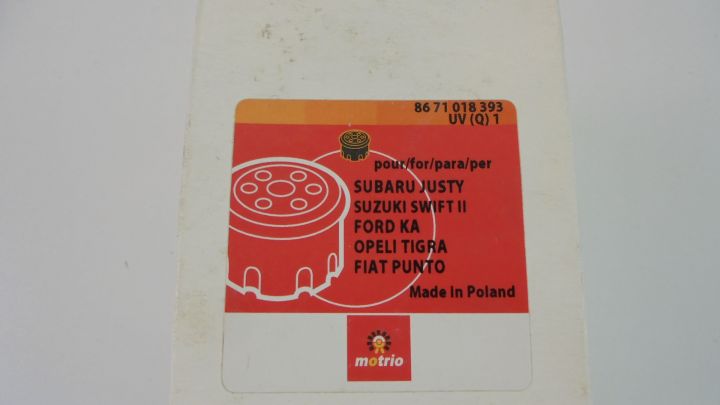 86 71 018 393
UV (Q) 1
pour/for/para/per
SUBARU JUSTY
SUZUKI SWIFT II
FORD KA
OPELI TIGRA
FIAT PUNTO
Made In Poland
motrio